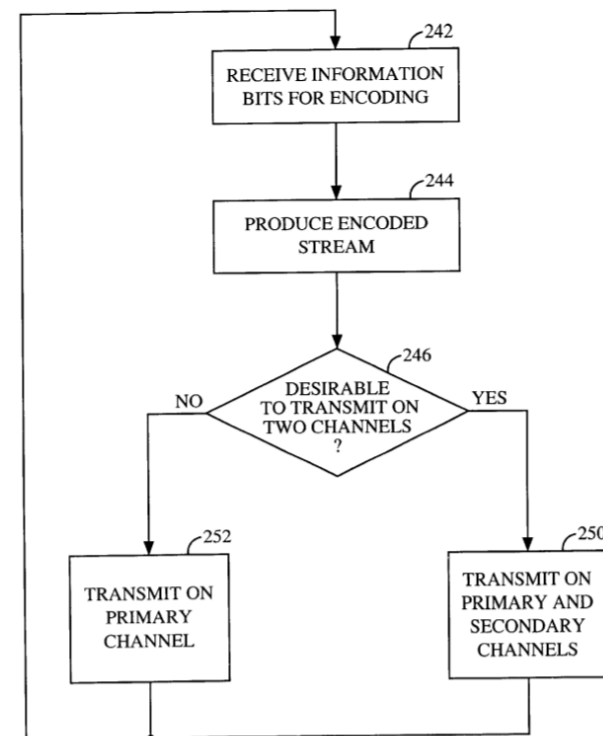 242
RECEIVE INFORMATION
BITS FOR ENCODING
244
PRODUCE ENCODED
STREAM
246
DESIRABLE
TO TRANSMIT ON
TWO CHANNELS
?
NO
YES
252
TRANSMIT ON
PRIMARY
CHANNEL
250
TRANSMIT ON
PRIMARY AND
SECONDARY
CHANNELS